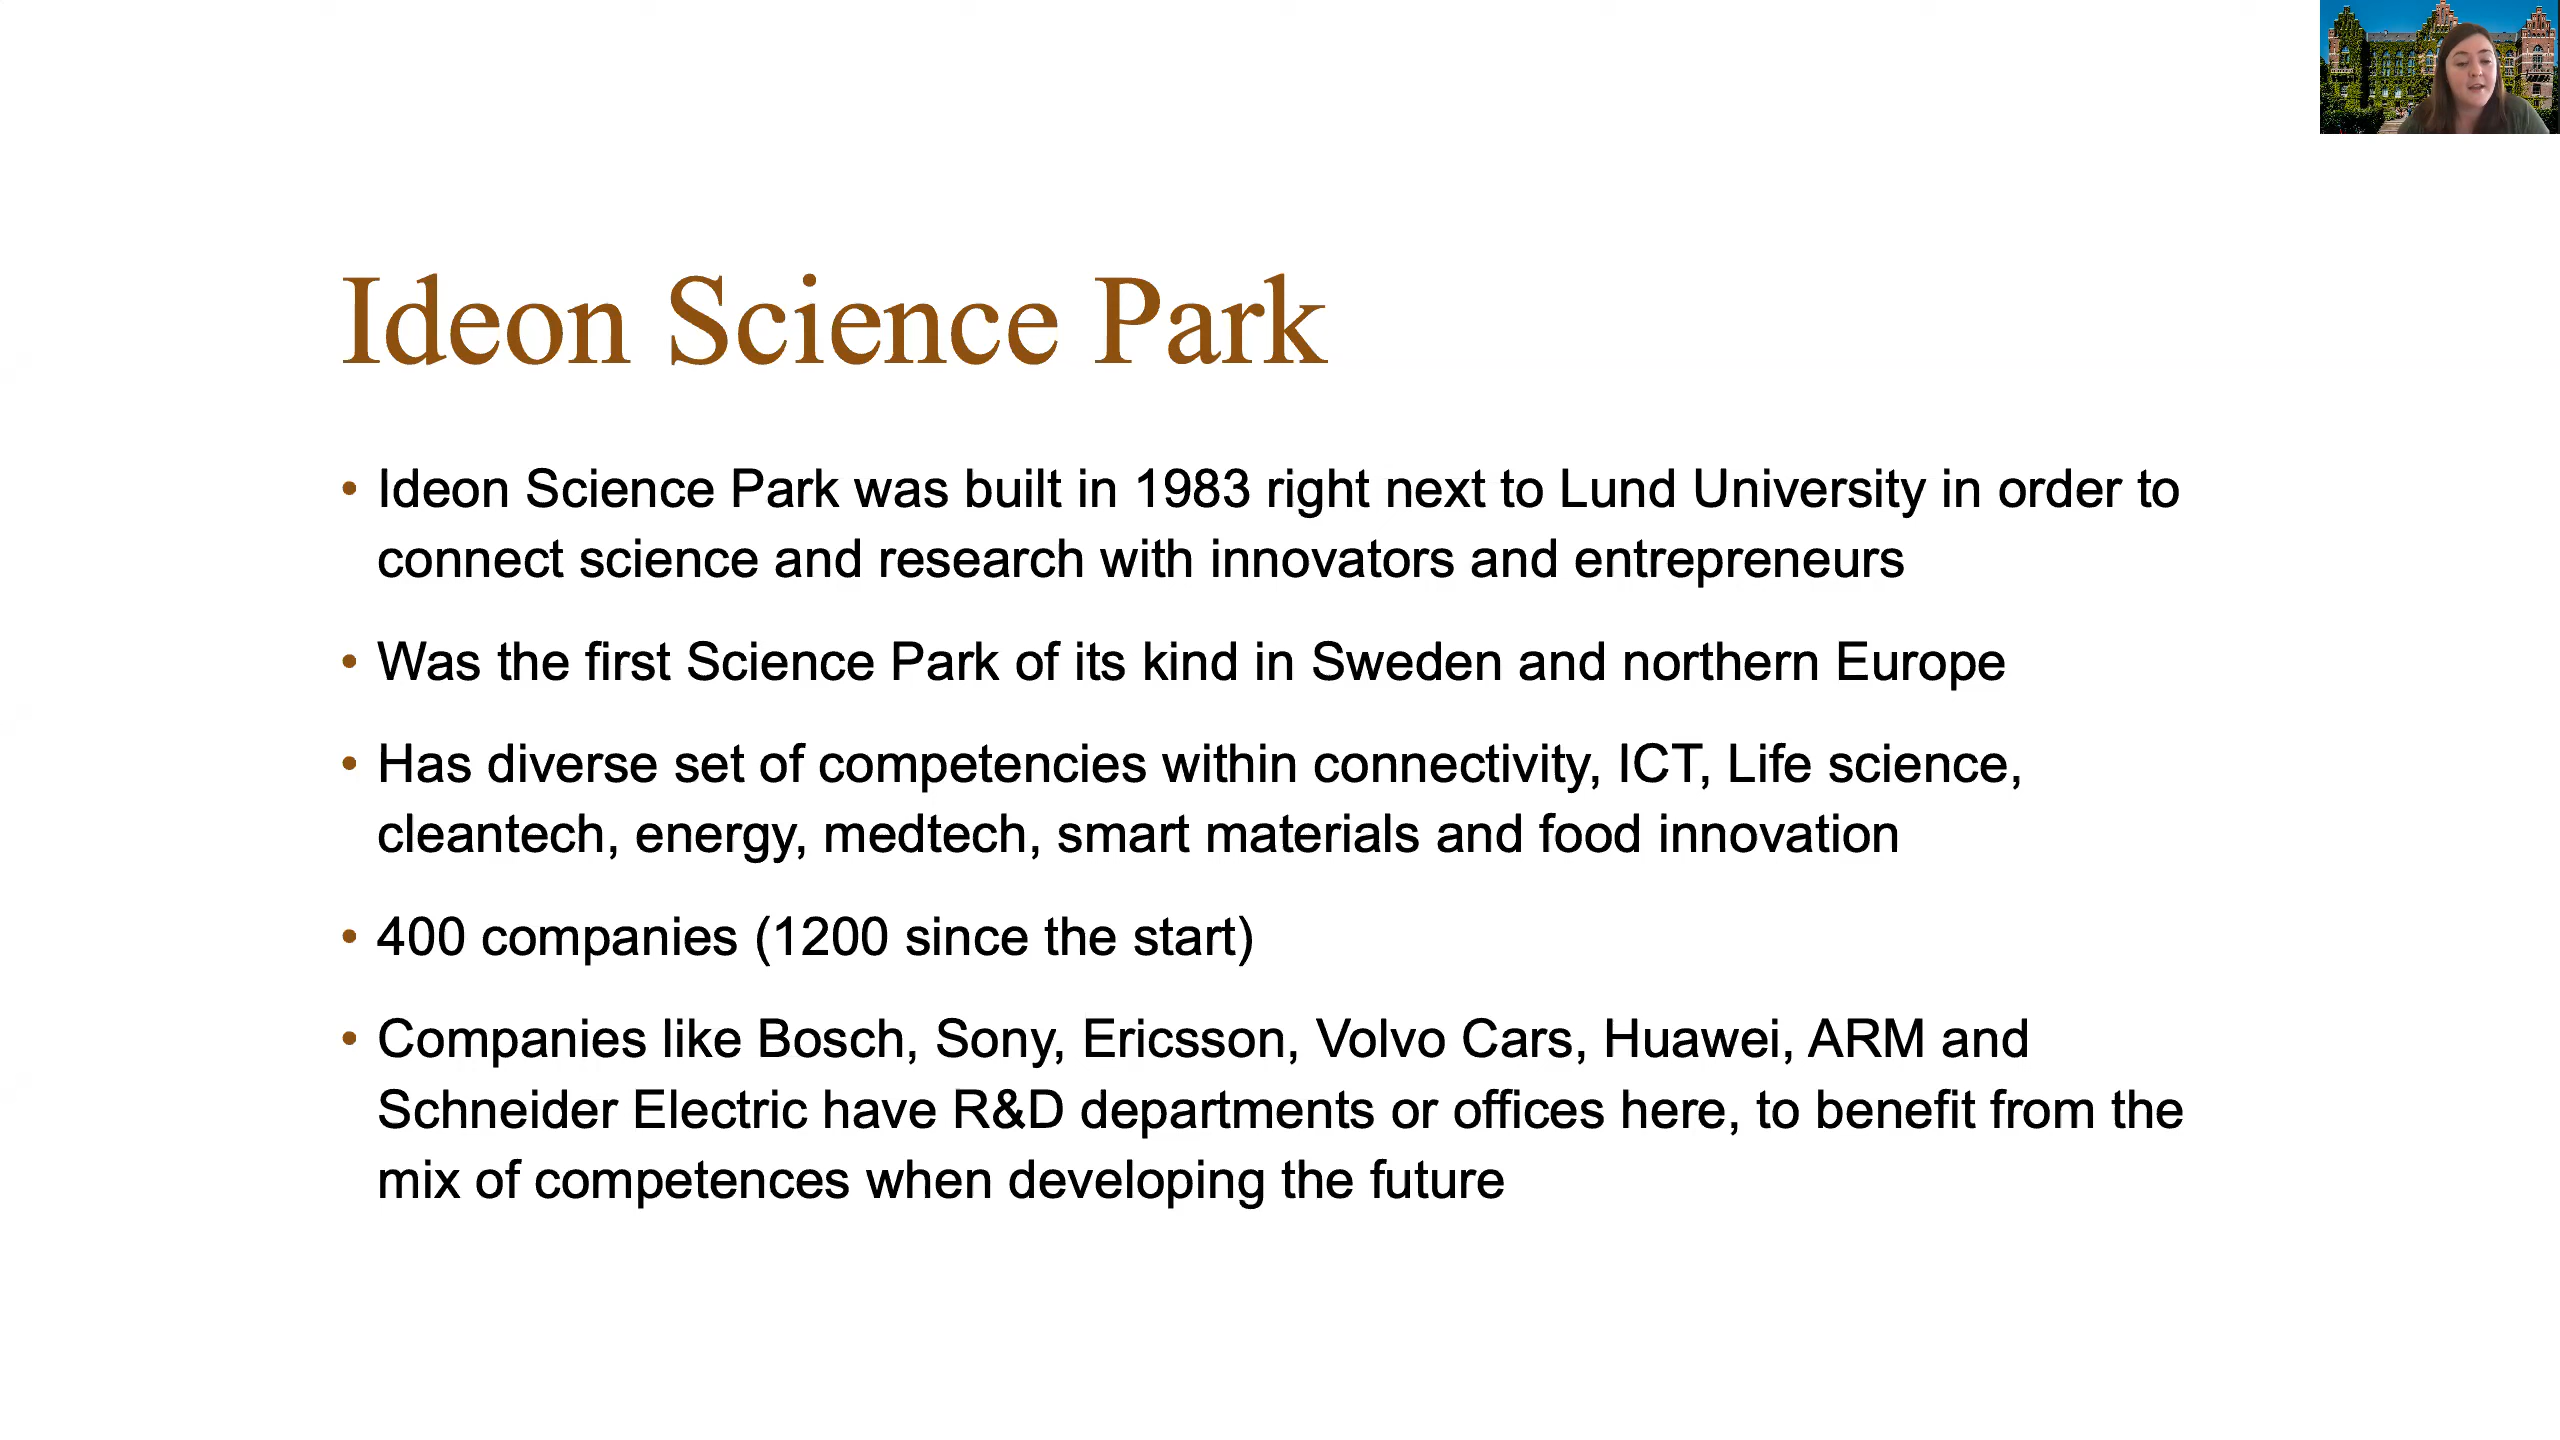 Ideon Science Park
• Ideon Science Park was built in 1983 right next to Lund University in order to
connect science and research with innovators and entrepreneurs
• Was the first Science Park of its kind in Sweden and northern Europe
• Has diverse set of competencies within connectivity, ICT, Life science,
cleantech, energy, medtech, smart materials and food innovation
• 400 companies (1200 since the start)
• Companies like Bosch, Sony, Ericsson, Volvo Cars, Huawei, ARM and
Schneider Electric have R&D departments or offices here, to benefit from the
mix of competences when developing the future